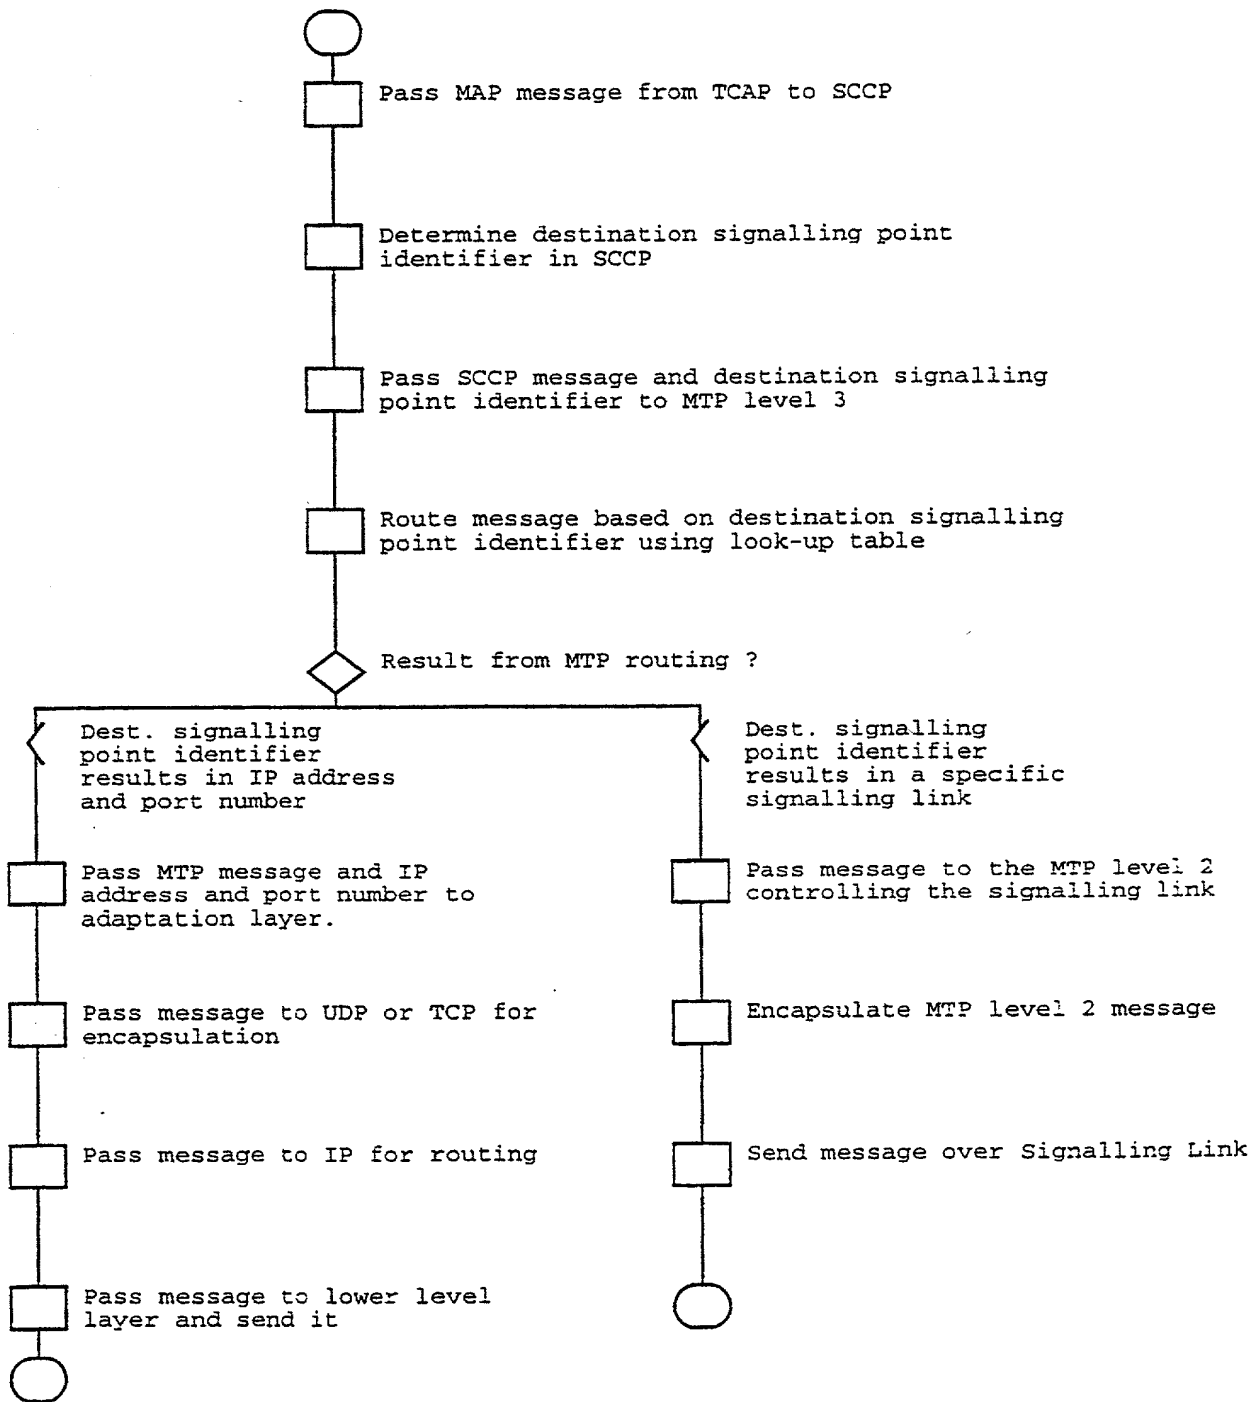 Pass MAP message from TCAP to SCCP
Determine destination signalling point
identifier in SCCP
Pass SCCP message and destination signalling
point identifier to MTP level 3
Route message based on destination signalling
point identifier using look-up table
Result from MTP routing ?
Dest. signalling
point identifier
results in IP address
and port number
Pass MTP message and IP
address and port number to
adaptation layer.
Pass message to UDP or TCP for
encapsulation
Pass message to IP for routing
Pass message to lower level
layer and send it
Dest. signalling
point identifier
results in a specific
signalling link
Pass message to the MTP level 2
controlling the signalling link
Encapsulate MTP level 2 message
Send message over Signalling Link